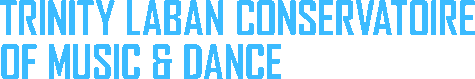 TRINITY LABAN CONSERVATOIRE
OF MUSIC & DANCE